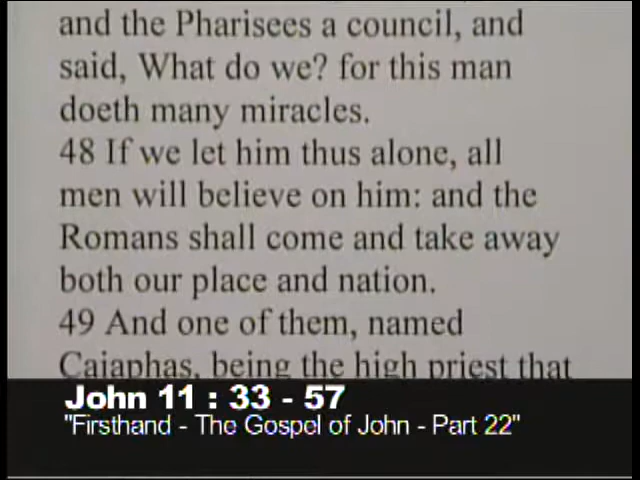 and the Pharisees a council, and
said, What do we? for this man
doeth many miracles.
48 If we let him thus alone, all
men will believe on him: and the
Romans shall come and take away
both our place and nation.
49 And one of them, named
Caiaphas, being the high priest that
John 11 : 33 - 57
"Firsthand - The Gospel of John - Part 22"